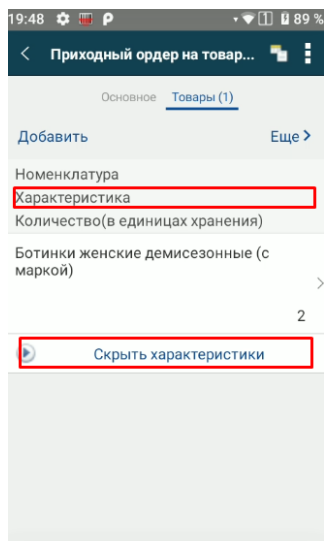 19:48 89 %
Приходный ордер на товар...
Основное Товары (1)
Добавить Еще
Номенклатура
Характеристика
Количество(в единицах хранения)
Ботинки женские демисезонные (с
маркой)
2
Скрыть характеристики